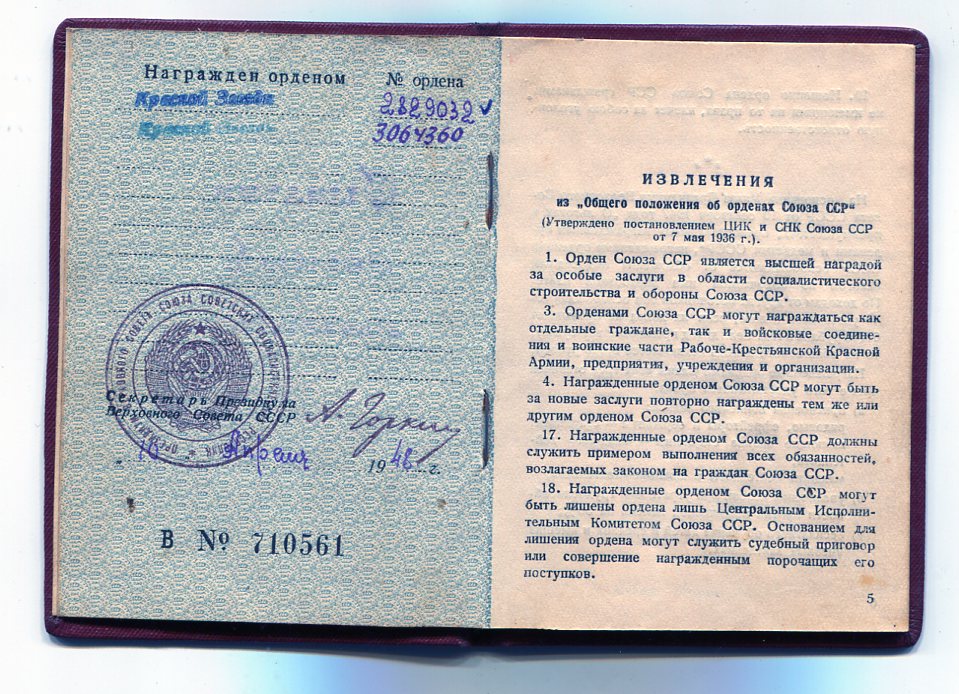 Награжден орденом № ордена
Красной Звезды 2829032 ✓
Красной Звезды 3064360
Секретарь Президиума
Верховного Совета СССР А. Горкин
" Апреля 1948 г.
В № 710561
ИЗВЛЕЧЕНИЯ
из „Общего положения об орденах Союза ССР“
(Утверждено постановлением ЦИК и СНК Союза ССР
от 7 мая 1936 г.).
1. Орден Союза ССР является высшей наградой
за особые заслуги в области социалистического
строительства и обороны Союза ССР.
3. Орденами Союза ССР могут награждаться как
отдельные граждане, так и войсковые соедине-
ния и воинские части Рабоче-Крестьянской Красной
Армии, предприятия, учреждения и организации.
4. Награжденные орденом Союза ССР могут быть
за новые заслуги повторно награждены тем же или
другим орденом Союза ССР.
17. Награжденные орденом Союза ССР должны
служить примером выполнения всех обязанностей,
возлагаемых законом на граждан Союза ССР.
18. Награжденные орденом Союза ССР могут
быть лишены ордена лишь Центральным Исполни-
тельным Комитетом Союза ССР. Основанием для
лишения ордена могут служить судебный приговор
или совершение награжденным порочащих его
поступков.
5